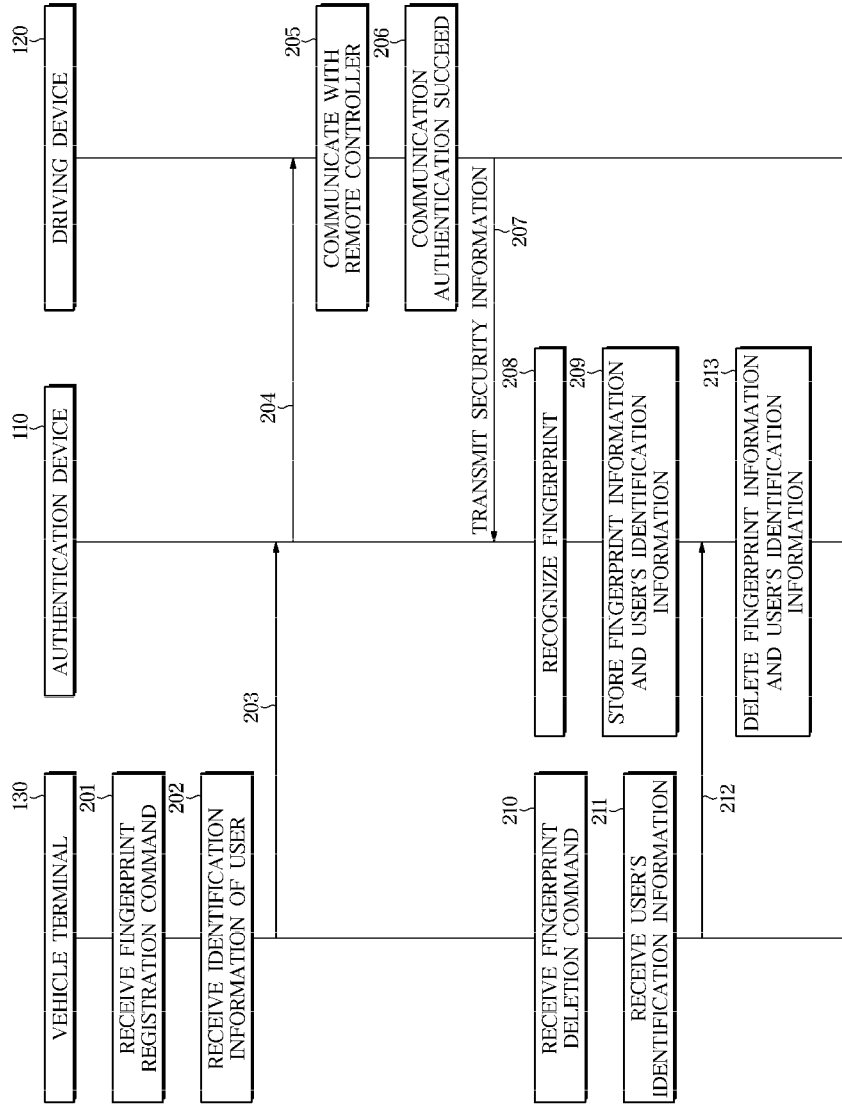 130
VEHICLE TERMINAL
110
AUTHENTICATION DEVICE
120
DRIVING DEVICE
201
RECEIVE FINGERPRINT
REGISTRATION COMMAND
202
RECEIVE IDENTIFICATION
INFORMATION OF USER
203
204
205
COMMUNICATE WITH
REMOTE CONTROLLER
206
COMMUNICATION
AUTHENTICATION SUCCEED
TRANSMIT SECURITY INFORMATION
207
208
RECOGNIZE FINGERPRINT
209
STORE FINGERPRINT INFORMATION
AND USER'S IDENTIFICATION
INFORMATION
210
RECEIVE FINGERPRINT
DELETION COMMAND
211
RECEIVE USER'S
IDENTIFICATION INFORMATION
212
213
DELETE FINGERPRINT INFORMATION
AND USER'S IDENTIFICATION
INFORMATION